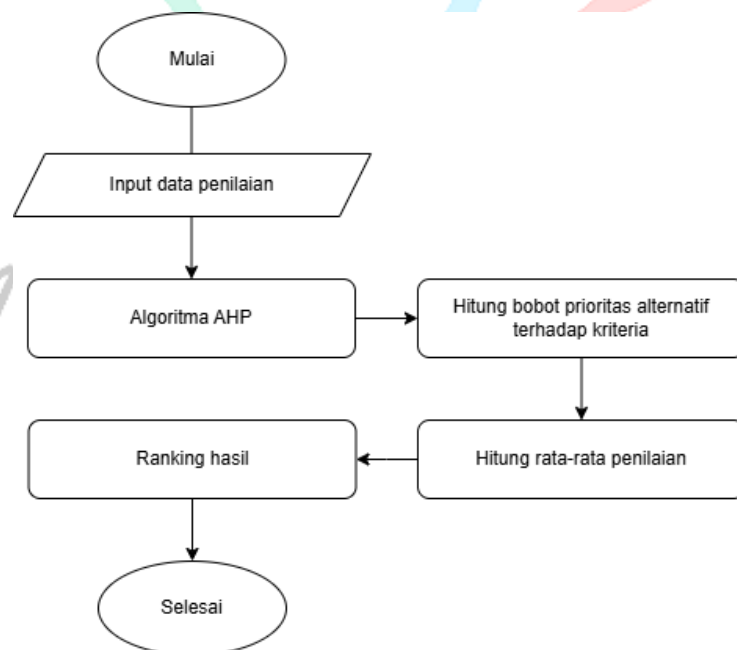 Mulai
Input data penilaian
Algoritma AHP
Hitung bobot prioritas alternatif
terhadap kriteria
Hitung rata-rata penilaian
Ranking hasil
Selesai